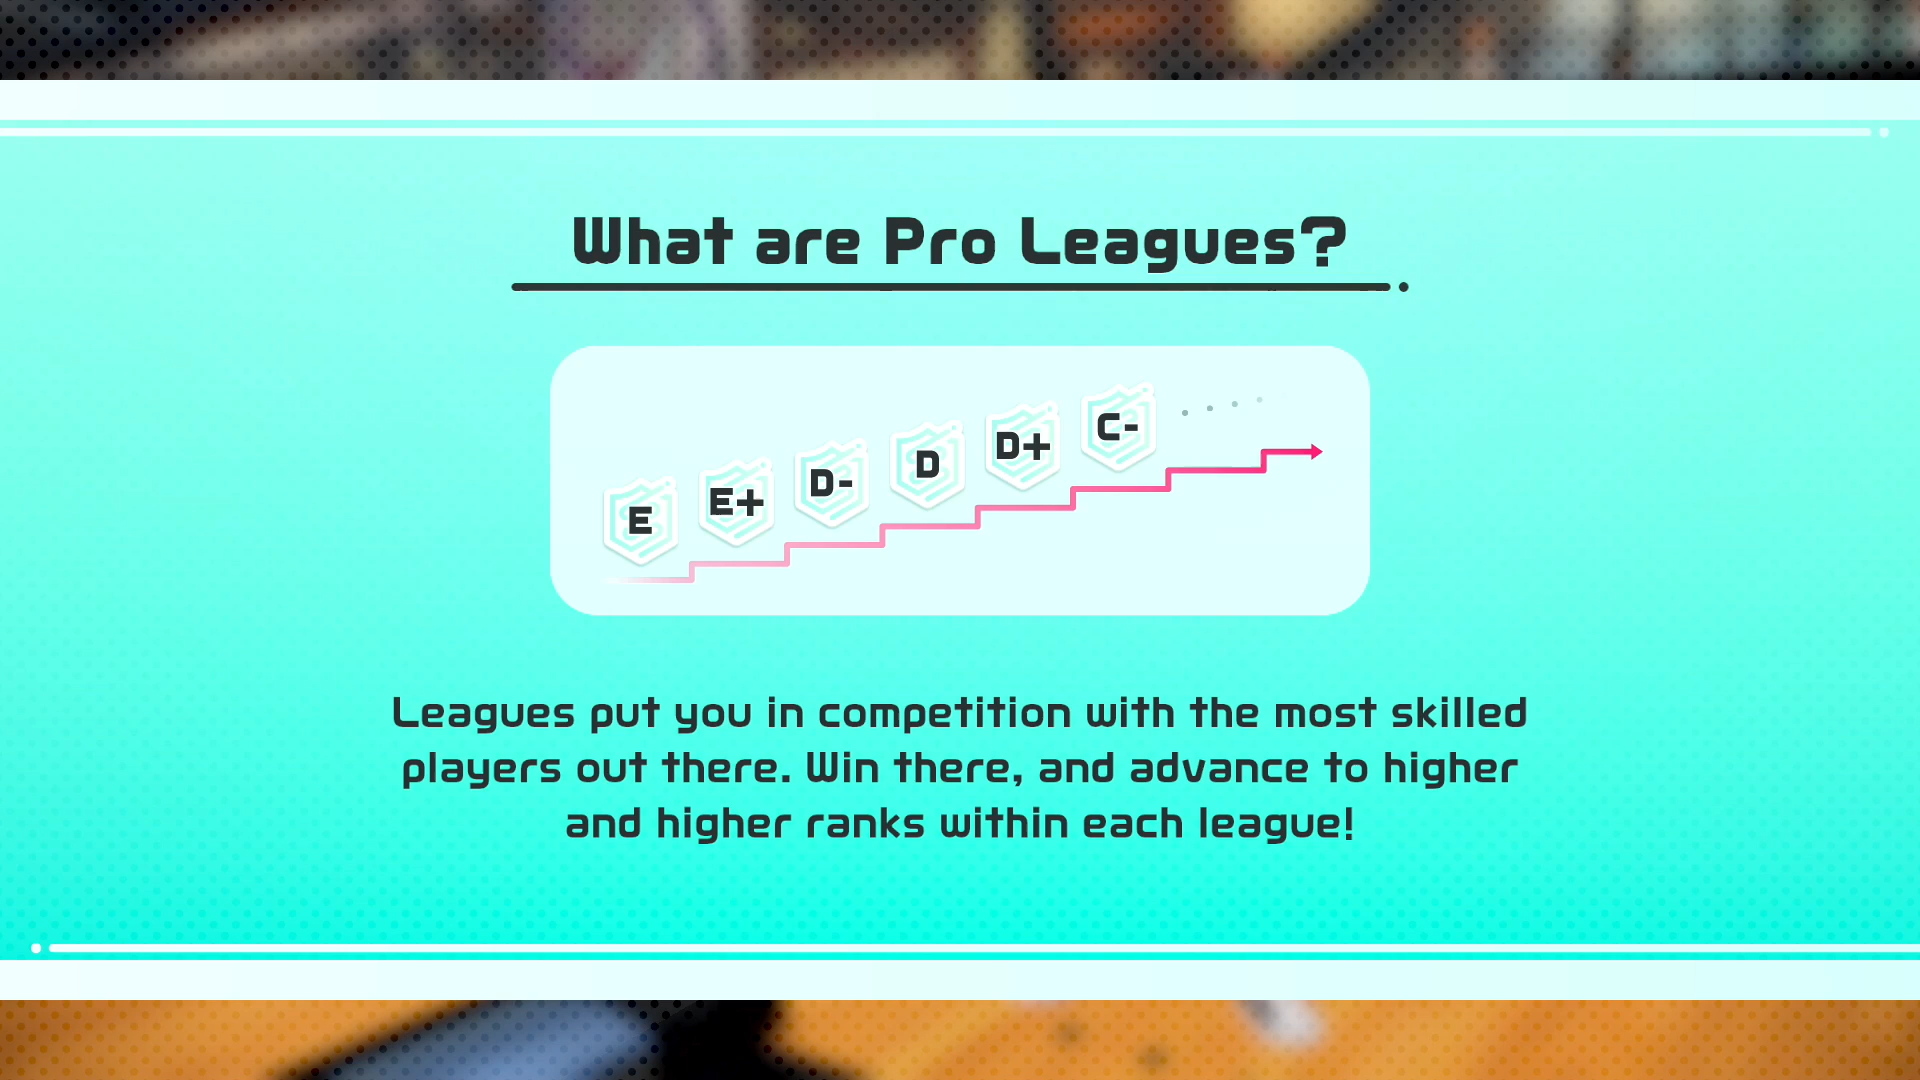 What are Pro Leagues?
E
E+
D-
D
D+
C-
Leagues put you in competition with the most skilled
players out there. Win there, and advance to higher
and higher ranks within each league!